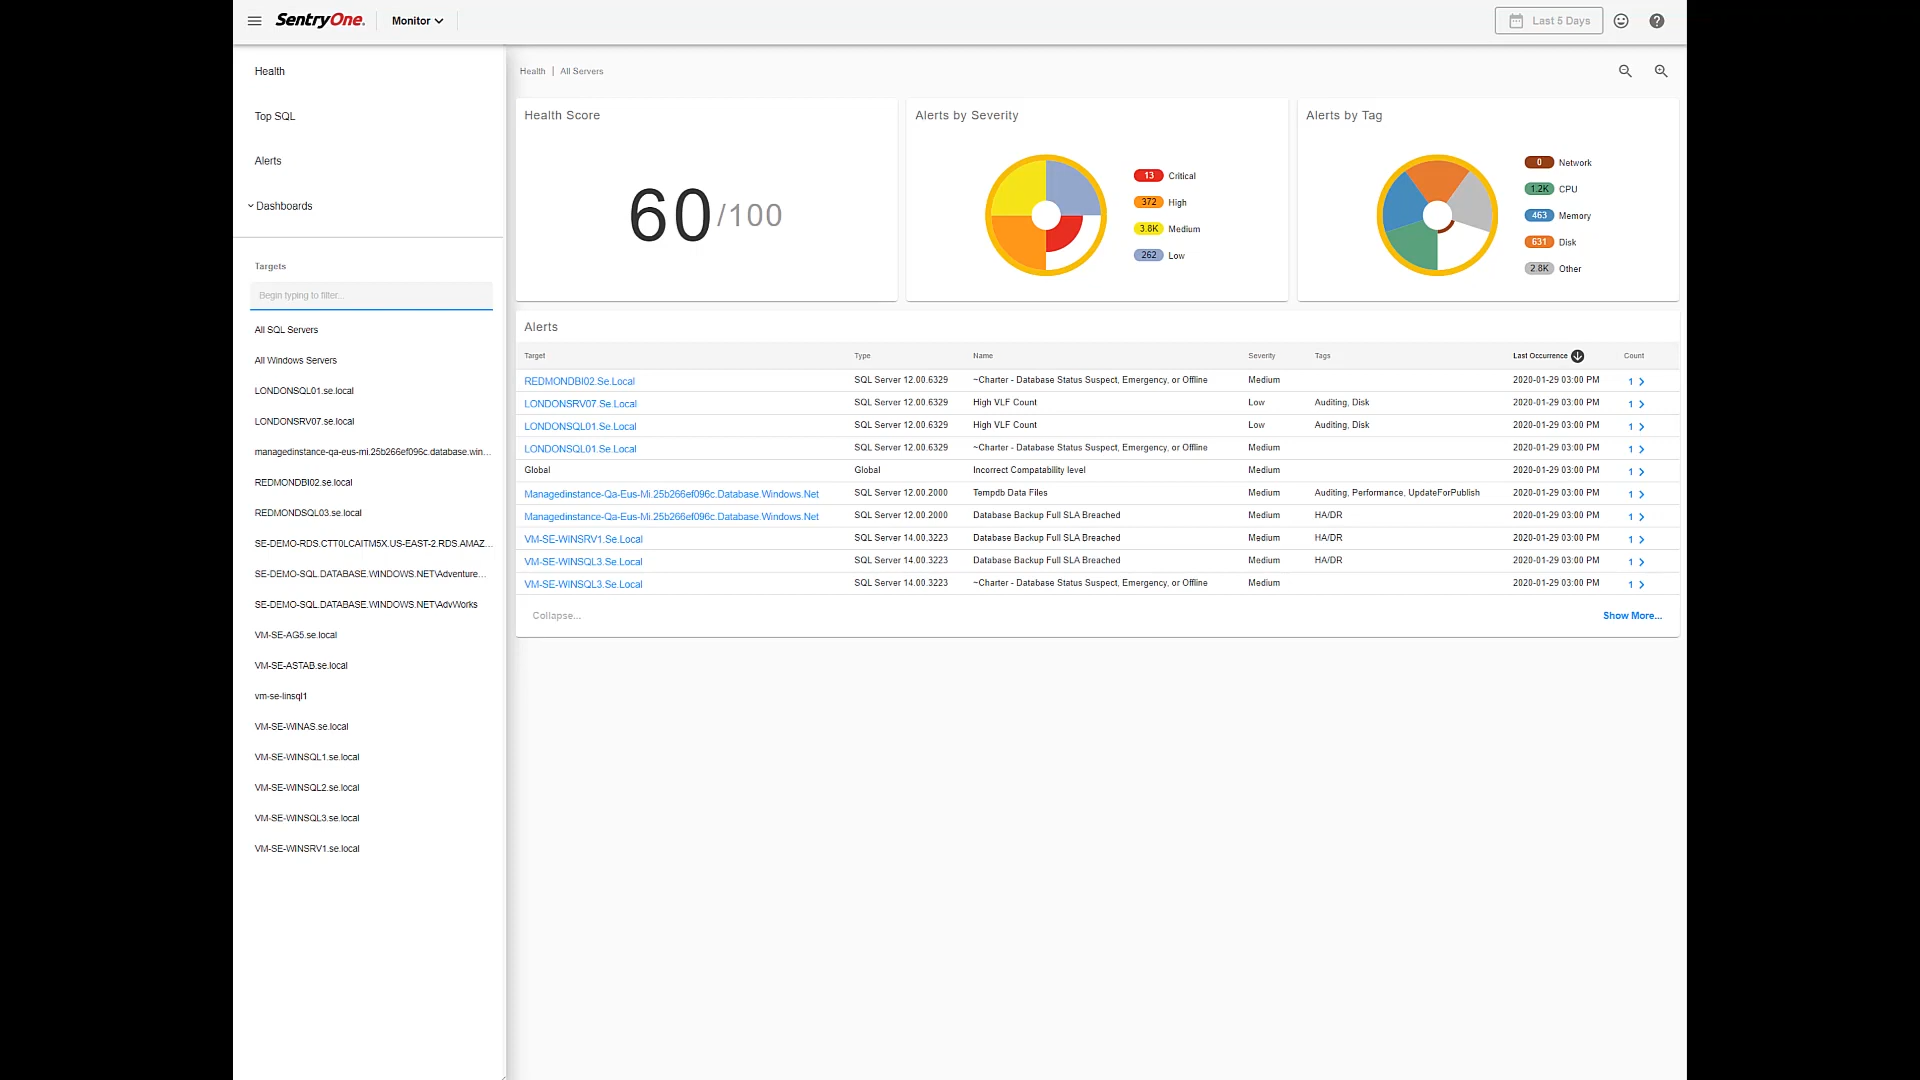 SentryOne.
Monitor
Last 5 Days
Health
Top SQL
Alerts
Dashboards
Targets
Begin typing to filter...
All SQL Servers
All Windows Servers
LONDONSQL01.se.local
LONDONSRV07.se.local
managedinstance-qa-eus-mi.25b266ef096c.database.win...
REDMONDBI02.se.local
REDMONDSQL03.se.local
SE-DEMO-RDS.CTT0LCAITM5X.US-EAST-2.RDS.AMAZ...
SE-DEMO-SQL.DATABASE.WINDOWS.NET\Adventure...
SE-DEMO-SQL.DATABASE.WINDOWS.NET\AdvWorks
VM-SE-AG5.se.local
VM-SE-ASTAB.se.local
vm-se-linsql1
VM-SE-WINAS.se.local
VM-SE-WINSQL1.se.local
VM-SE-WINSQL2.se.local
VM-SE-WINSQL3.se.local
VM-SE-WINSRV1.se.local
Health | All Servers
Health Score
60/100
Alerts by Severity
13 Critical
372 High
3.8K Medium
262 Low
Alerts by Tag
0 Network
1.2K CPU
463 Memory
631 Disk
2.8K Other
Alerts
Target Type Name Severity Tags Last Occurrence Count
REDMONDBI02.Se.Local SQL Server 12.00.6329 ~Charter - Database Status Suspect, Emergency, or Offline Medium 2020-01-29 03:00 PM 1
LONDONSRV07.Se.Local SQL Server 12.00.6329 High VLF Count Low Auditing, Disk 2020-01-29 03:00 PM 1
LONDONSQL01.Se.Local SQL Server 12.00.6329 High VLF Count Low Auditing, Disk 2020-01-29 03:00 PM 1
LONDONSQL01.Se.Local SQL Server 12.00.6329 ~Charter - Database Status Suspect, Emergency, or Offline Medium 2020-01-29 03:00 PM 1
Global Global Incorrect Compatability level Medium 2020-01-29 03:00 PM 1
Managedinstance-Qa-Eus-Mi.25b266ef096c.Database.Windows.Net SQL Server 12.00.2000 Tempdb Data Files Medium Auditing, Performance, UpdateForPublish 2020-01-29 03:00 PM 1
Managedinstance-Qa-Eus-Mi.25b266ef096c.Database.Windows.Net SQL Server 12.00.2000 Database Backup Full SLA Breached Medium HA/DR 2020-01-29 03:00 PM 1
VM-SE-WINSRV1.Se.Local SQL Server 14.00.3223 Database Backup Full SLA Breached Medium HA/DR 2020-01-29 03:00 PM 1
VM-SE-WINSQL3.Se.Local SQL Server 14.00.3223 Database Backup Full SLA Breached Medium HA/DR 2020-01-29 03:00 PM 1
VM-SE-WINSQL3.Se.Local SQL Server 14.00.3223 ~Charter - Database Status Suspect, Emergency, or Offline Medium 2020-01-29 03:00 PM 1
Collapse... Show More...